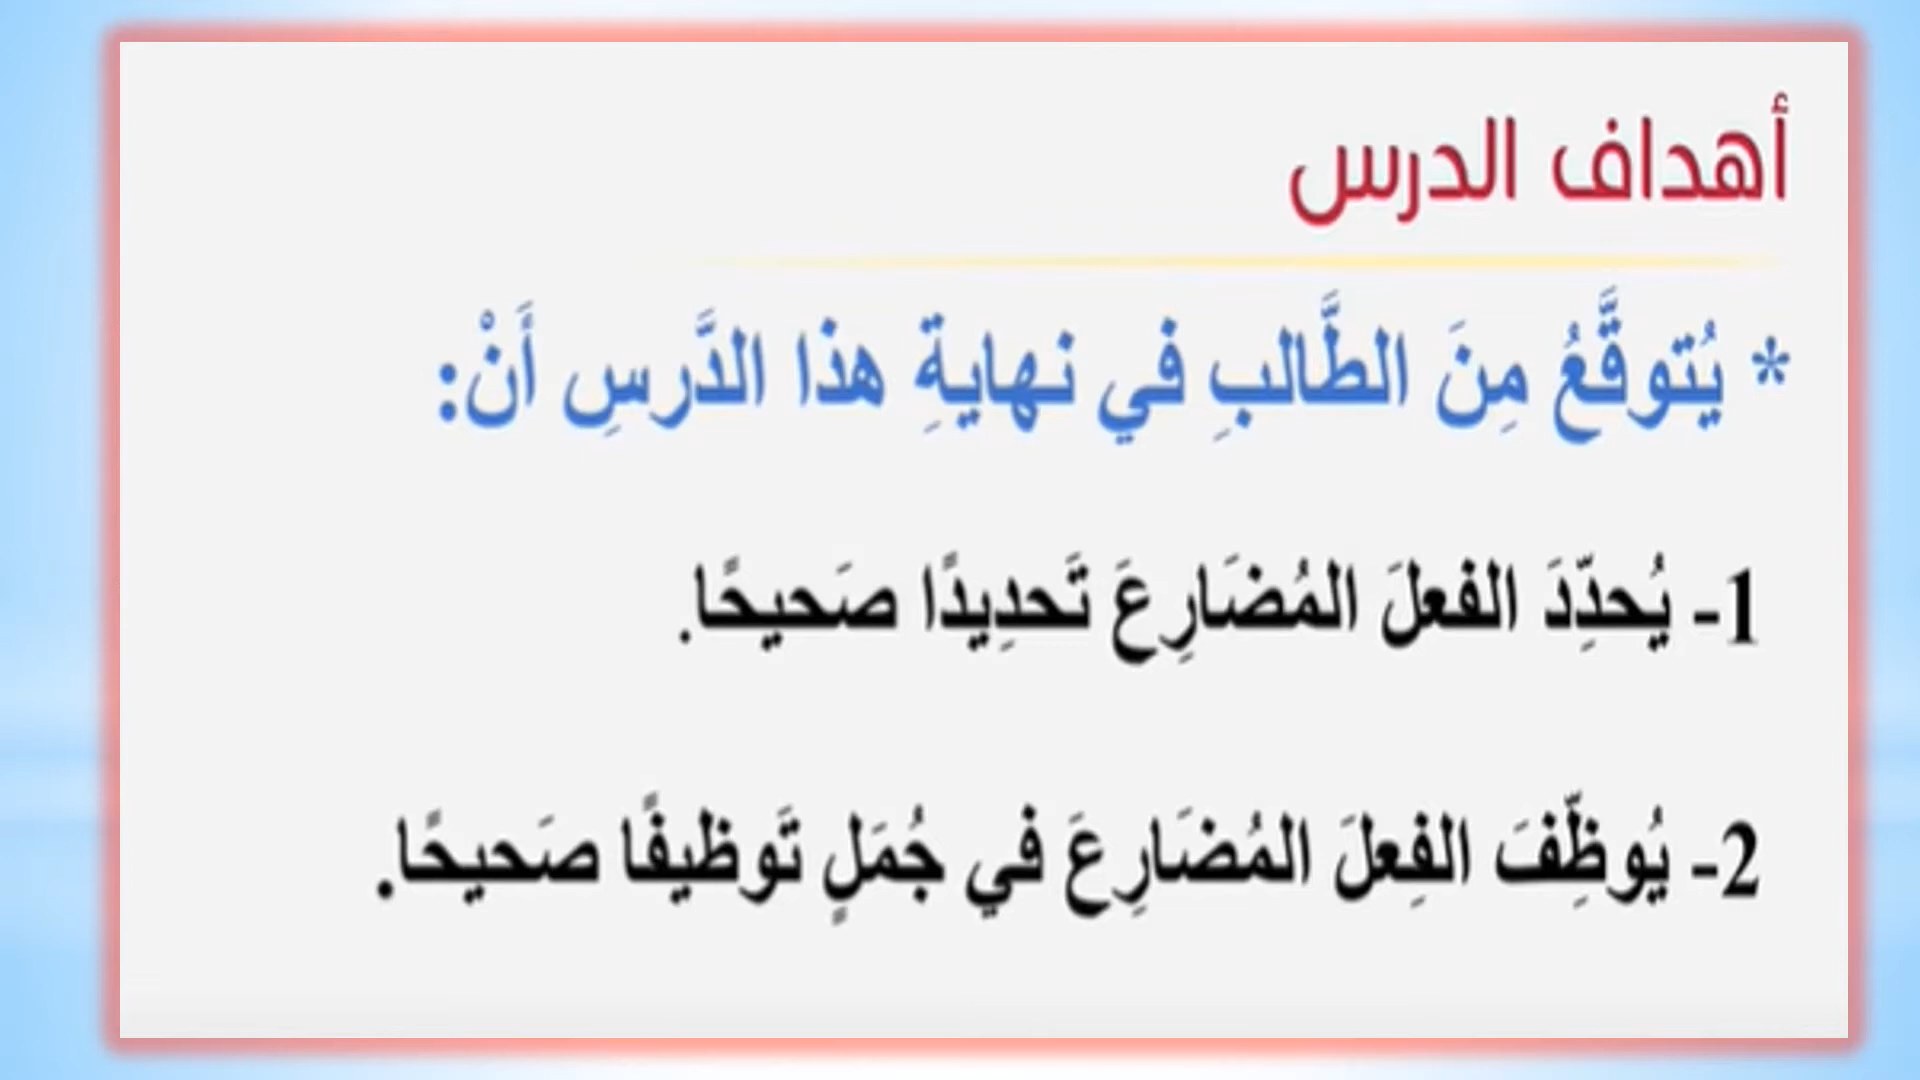 أهداف الدرس
* يُتوقَّعُ مِنَ الطَّالبِ في نهايةِ هذا الدَّرسِ أَنْ:
1- يُحدِّدَ الفعلَ المُضَارِعَ تَحدِيدًا صَحيحًا.
2- يُوظِّفَ الفِعلَ المُضَارِعَ في جُمَلٍ تَوظيفًا صَحيحًا.